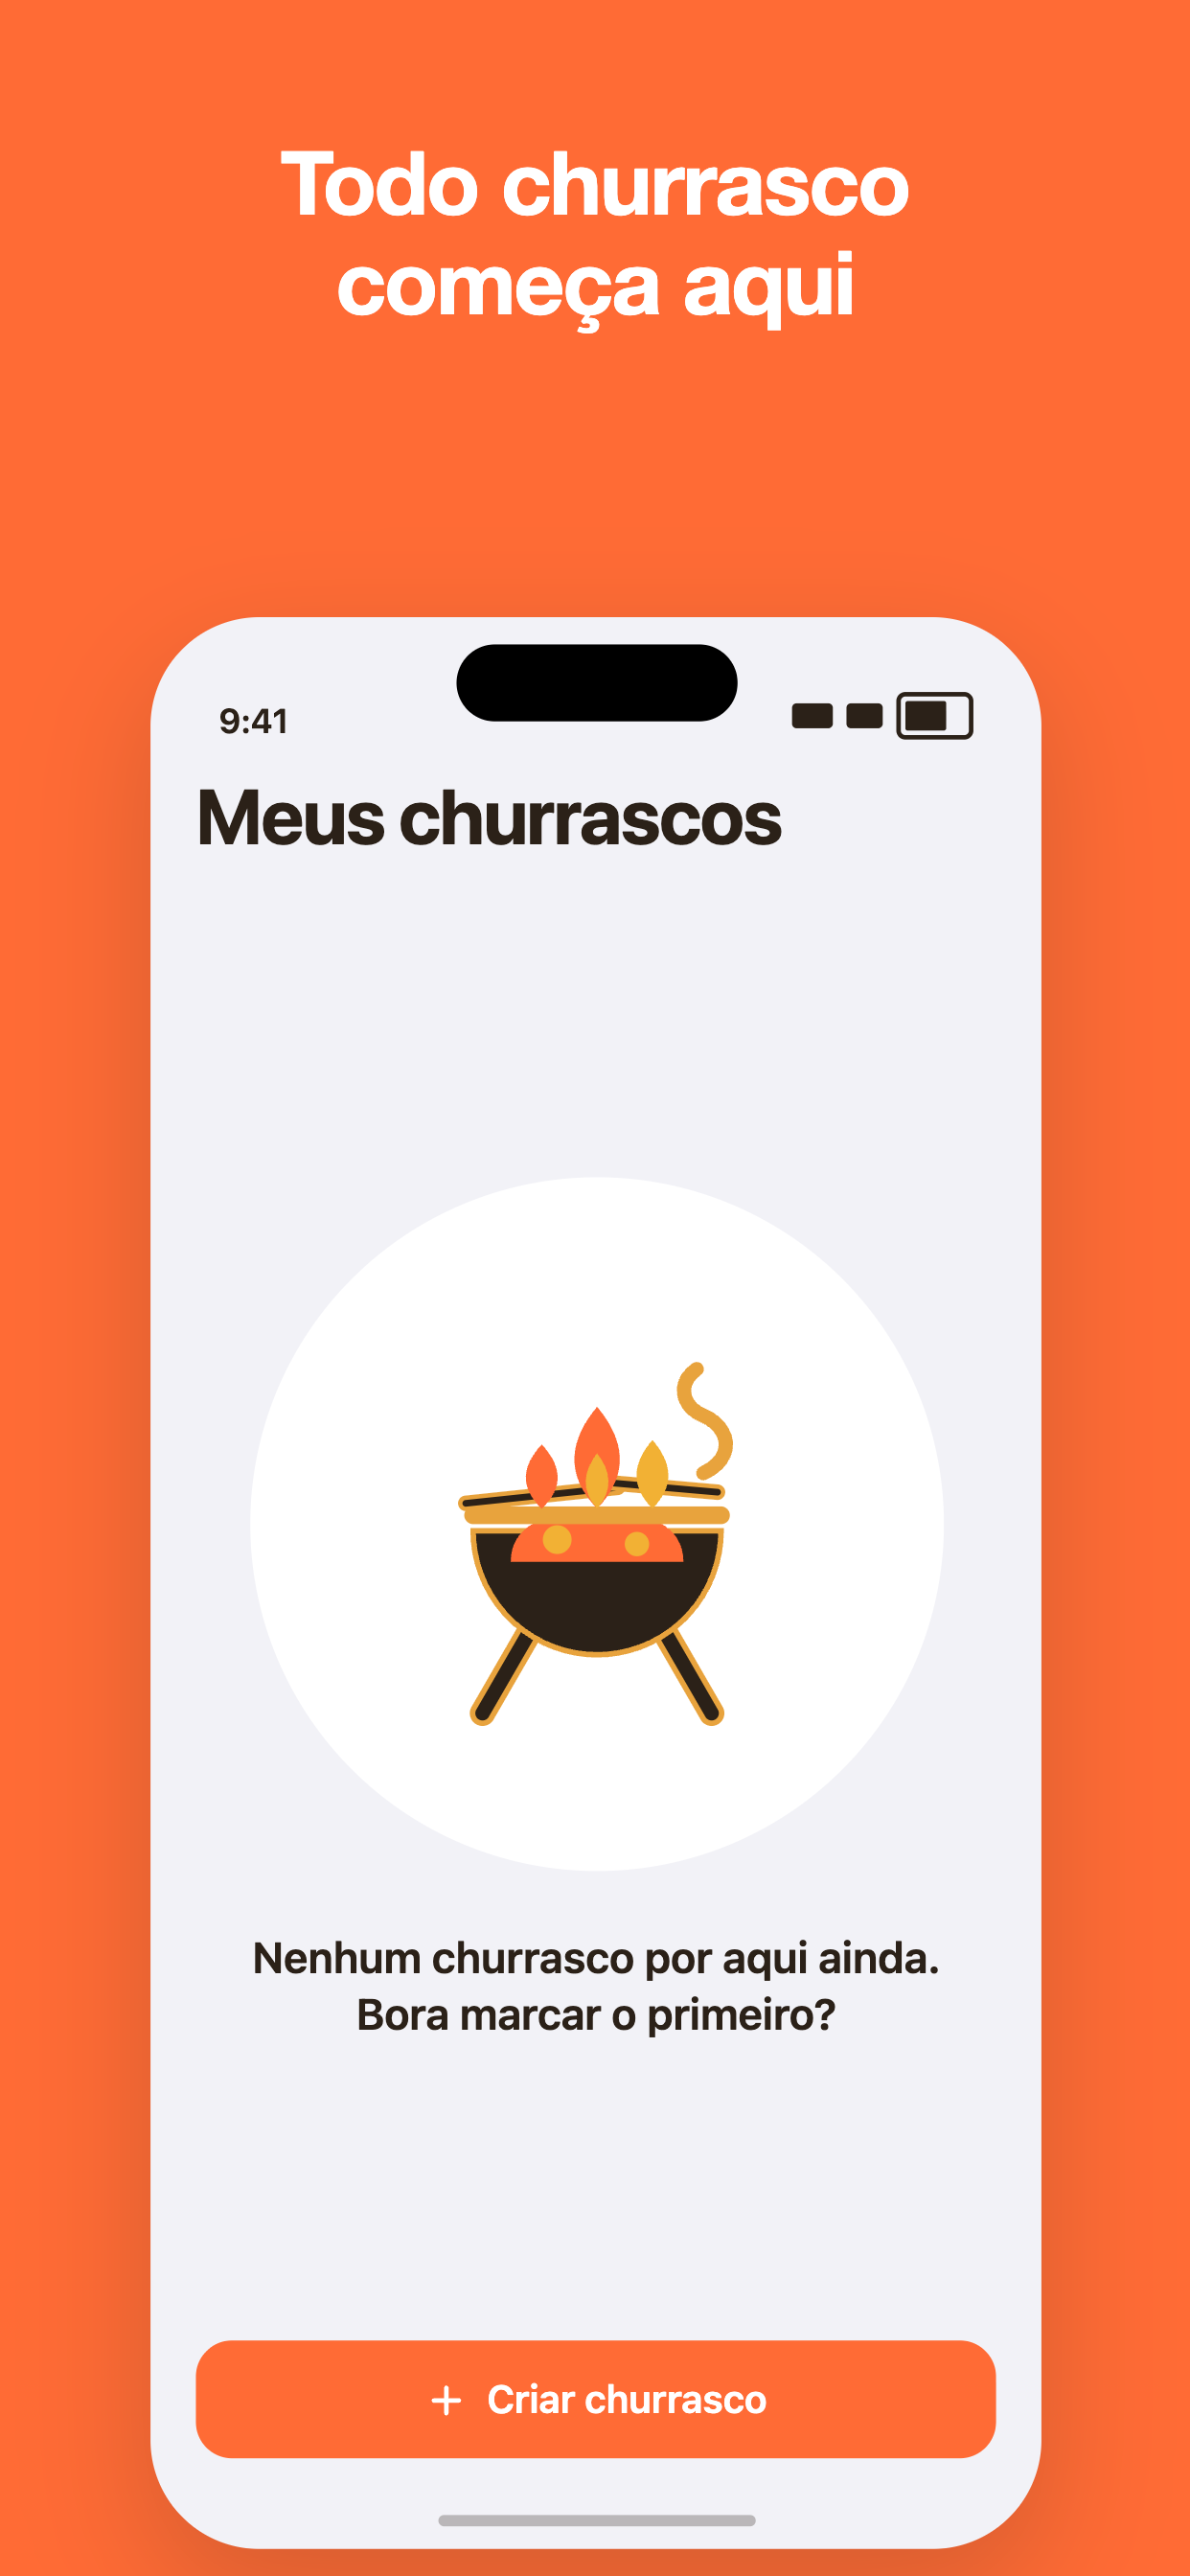 Todo churrasco
começa aqui
9:41
Meus churrascos
Nenhum churrasco por aqui ainda.
Bora marcar o primeiro?
+ Criar churrasco